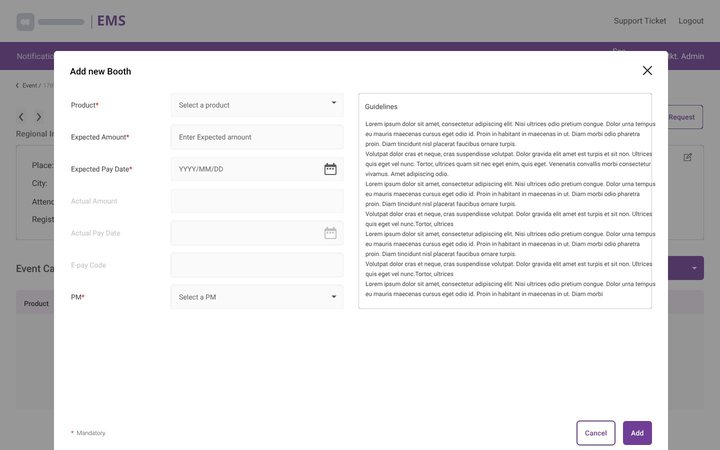 EMS
Support Ticket
Logout
Notificatio
kt. Admin
Add new Booth
Event /
Request
Regional I
Place:
City:
Attend
Regist
Event Ca
Product
Product*
Select a product
Expected Amount*
Enter Expected amount
Expected Pay Date*
YYYY/MM/DD
Actual Amount
Actual Pay Date
E-pay Code
PM*
Select a PM
Guidelines
Lorem ipsum dolor sit amet, consectetur adipiscing elit. Nisi ultrices odio pretium congue. Dolor urna tempus
eu mauris maecenas cursus eget odio id. Proin in habitant in maecenas in ut. Diam morbi odio pharetra
proin. Diam tincidunt nisl placerat faucibus ornare turpis.
Volutpat dolor cras et neque, cras suspendisse volutpat. Dolor gravida elit amet est turpis et sit non. Ultrices
quis eget velit nunc. Tortor, ultrices quam sit nec eget enim, quis eget. Venenatis convallis morbi consectetur
vivamus. Amet adipiscing odio.
Lorem ipsum dolor sit amet, consectetur adipiscing elit. Nisi ultrices odio pretium congue. Dolor urna tempus
eu mauris maecenas cursus eget odio id. Proin in habitant in maecenas in ut. Diam morbi odio pharetra
proin. Diam tincidunt nisl placerat faucibus ornare turpis.
Volutpat dolor cras et neque, cras suspendisse volutpat. Dolor gravida elit amet est turpis et sit non. Ultrices
quis eget velit nunc.Tortor, ultrices
Lorem ipsum dolor sit amet, consectetur adipiscing elit. Nisi ultrices odio pretium congue. Dolor urna tempus
eu mauris maecenas cursus eget odio id. Proin in habitant in maecenas in ut. Diam morbi odio pharetra
proin. Diam tincidunt nisl placerat faucibus ornare turpis.
Volutpat dolor cras et neque, cras suspendisse volutpat. Dolor gravida elit amet est turpis et sit non. Ultrices
quis eget velit nunc.Tortor, ultrices
Lorem ipsum dolor sit amet, consectetur adipiscing elit. Nisi ultrices odio pretium congue. Dolor urna tempus
eu mauris maecenas cursus eget odio id. Proin in habitant in maecenas in ut. Diam morbi
* Mandatory
Cancel
Add